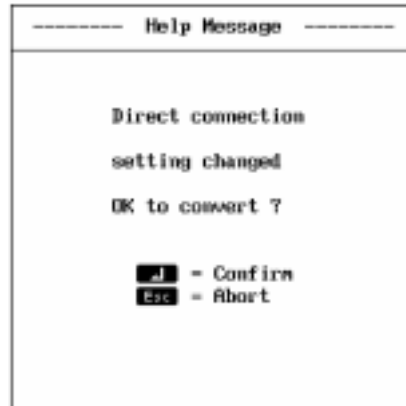 -------- Help Message --------
Direct connection
setting changed
OK to convert ?
↵ = Confirm
Esc = Abort